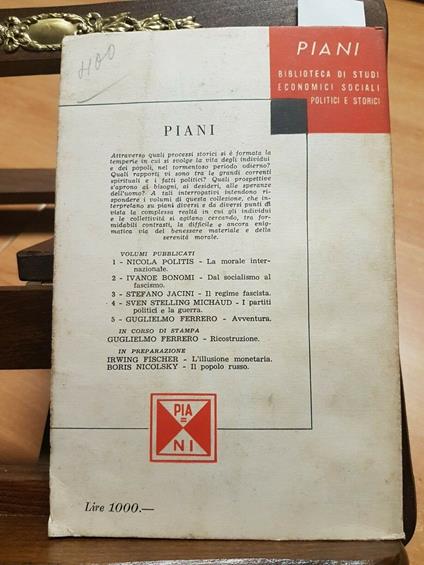 400
PIANI
BIBLIOTECA DI STUDI
ECONOMICI SOCIALI
POLITICI E STORICI
PIANI
Attraverso quali processi storici si è formata la
temperie in cui si svolge la vita degli individui
e dei popoli, nel tormentoso periodo odierno?
Quali rapporti vi sono tra le grandi correnti
spirituali e i fatti politici? Quali prospettive
s'aprono ai bisogni, ai desideri, alle speranze
dell'uomo? A tali interrogativi intendono ri-
spondere i volumi di questa collezione, che in-
terpretano su piani diversi e da diversi punti di
vista la complessa realtà in cui gli individui
e le collettività si agitano cercando, tra for-
midabili contrasti, la difficile e ancora enig-
matica via del benessere materiale e della
serenità morale.
VOLUMI PUBBLICATI
1 - NICOLA POLITIS - La morale inter-
nazionale.
2 - IVANOE BONOMI - Dal socialismo al
fascismo.
3 - STEFANO JACINI - Il regime fascista.
4 - SVEN STELLING MICHAUD - I partiti
politici e la guerra.
5 - GUGLIELMO FERRERO - Avventura.
IN CORSO DI STAMPA
GUGLIELMO FERRERO - Ricostruzione.
IN PREPARAZIONE
IRWING FISCHER - L'illusione monetaria.
BORIS NICOLSKY - Il popolo russo.
PIA
=
NI
Lire 1000.—